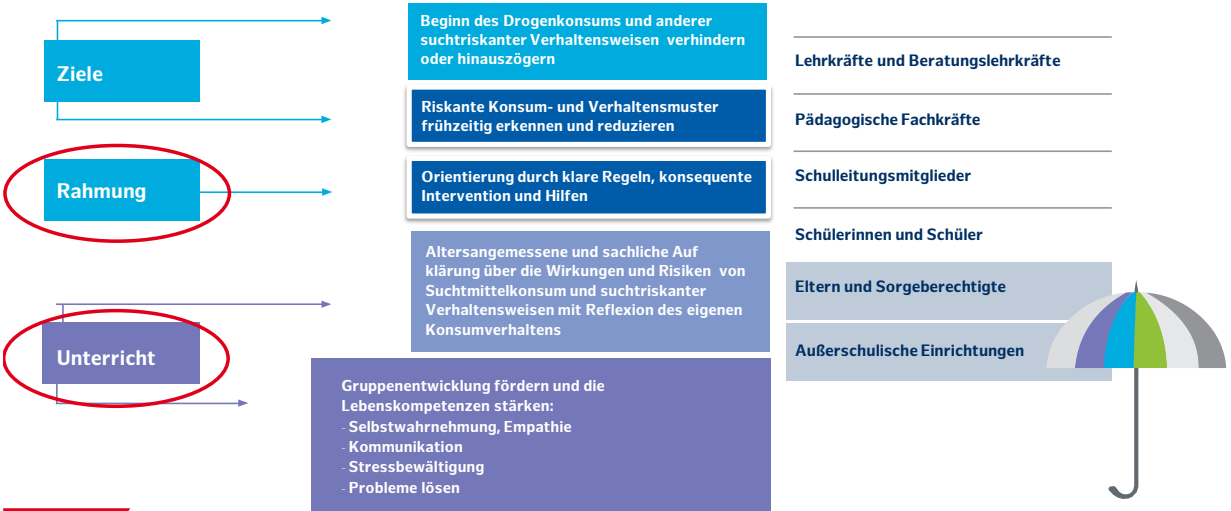 Ziele
Rahmung
Unterricht
Beginn des Drogenkonsums und anderer
suchtriskanter Verhaltensweisen verhindern
oder hinauszögern
Riskante Konsum- und Verhaltensmuster
frühzeitig erkennen und reduzieren
Orientierung durch klare Regeln, konsequente
Intervention und Hilfen
Altersangemessene und sachliche Auf
klärung über die Wirkungen und Risiken von
Suchtmittelkonsum und suchtriskanter
Verhaltensweisen mit Reflexion des eigenen
Konsumverhaltens
Gruppenentwicklung fördern und die
Lebenskompetenzen stärken:
- Selbstwahrnehmung, Empathie
- Kommunikation
- Stressbewältigung
- Probleme lösen
Lehrkräfte und Beratungslehrkräfte
Pädagogische Fachkräfte
Schulleitungsmitglieder
Schülerinnen und Schüler
Eltern und Sorgeberechtigte
Außerschulische Einrichtungen